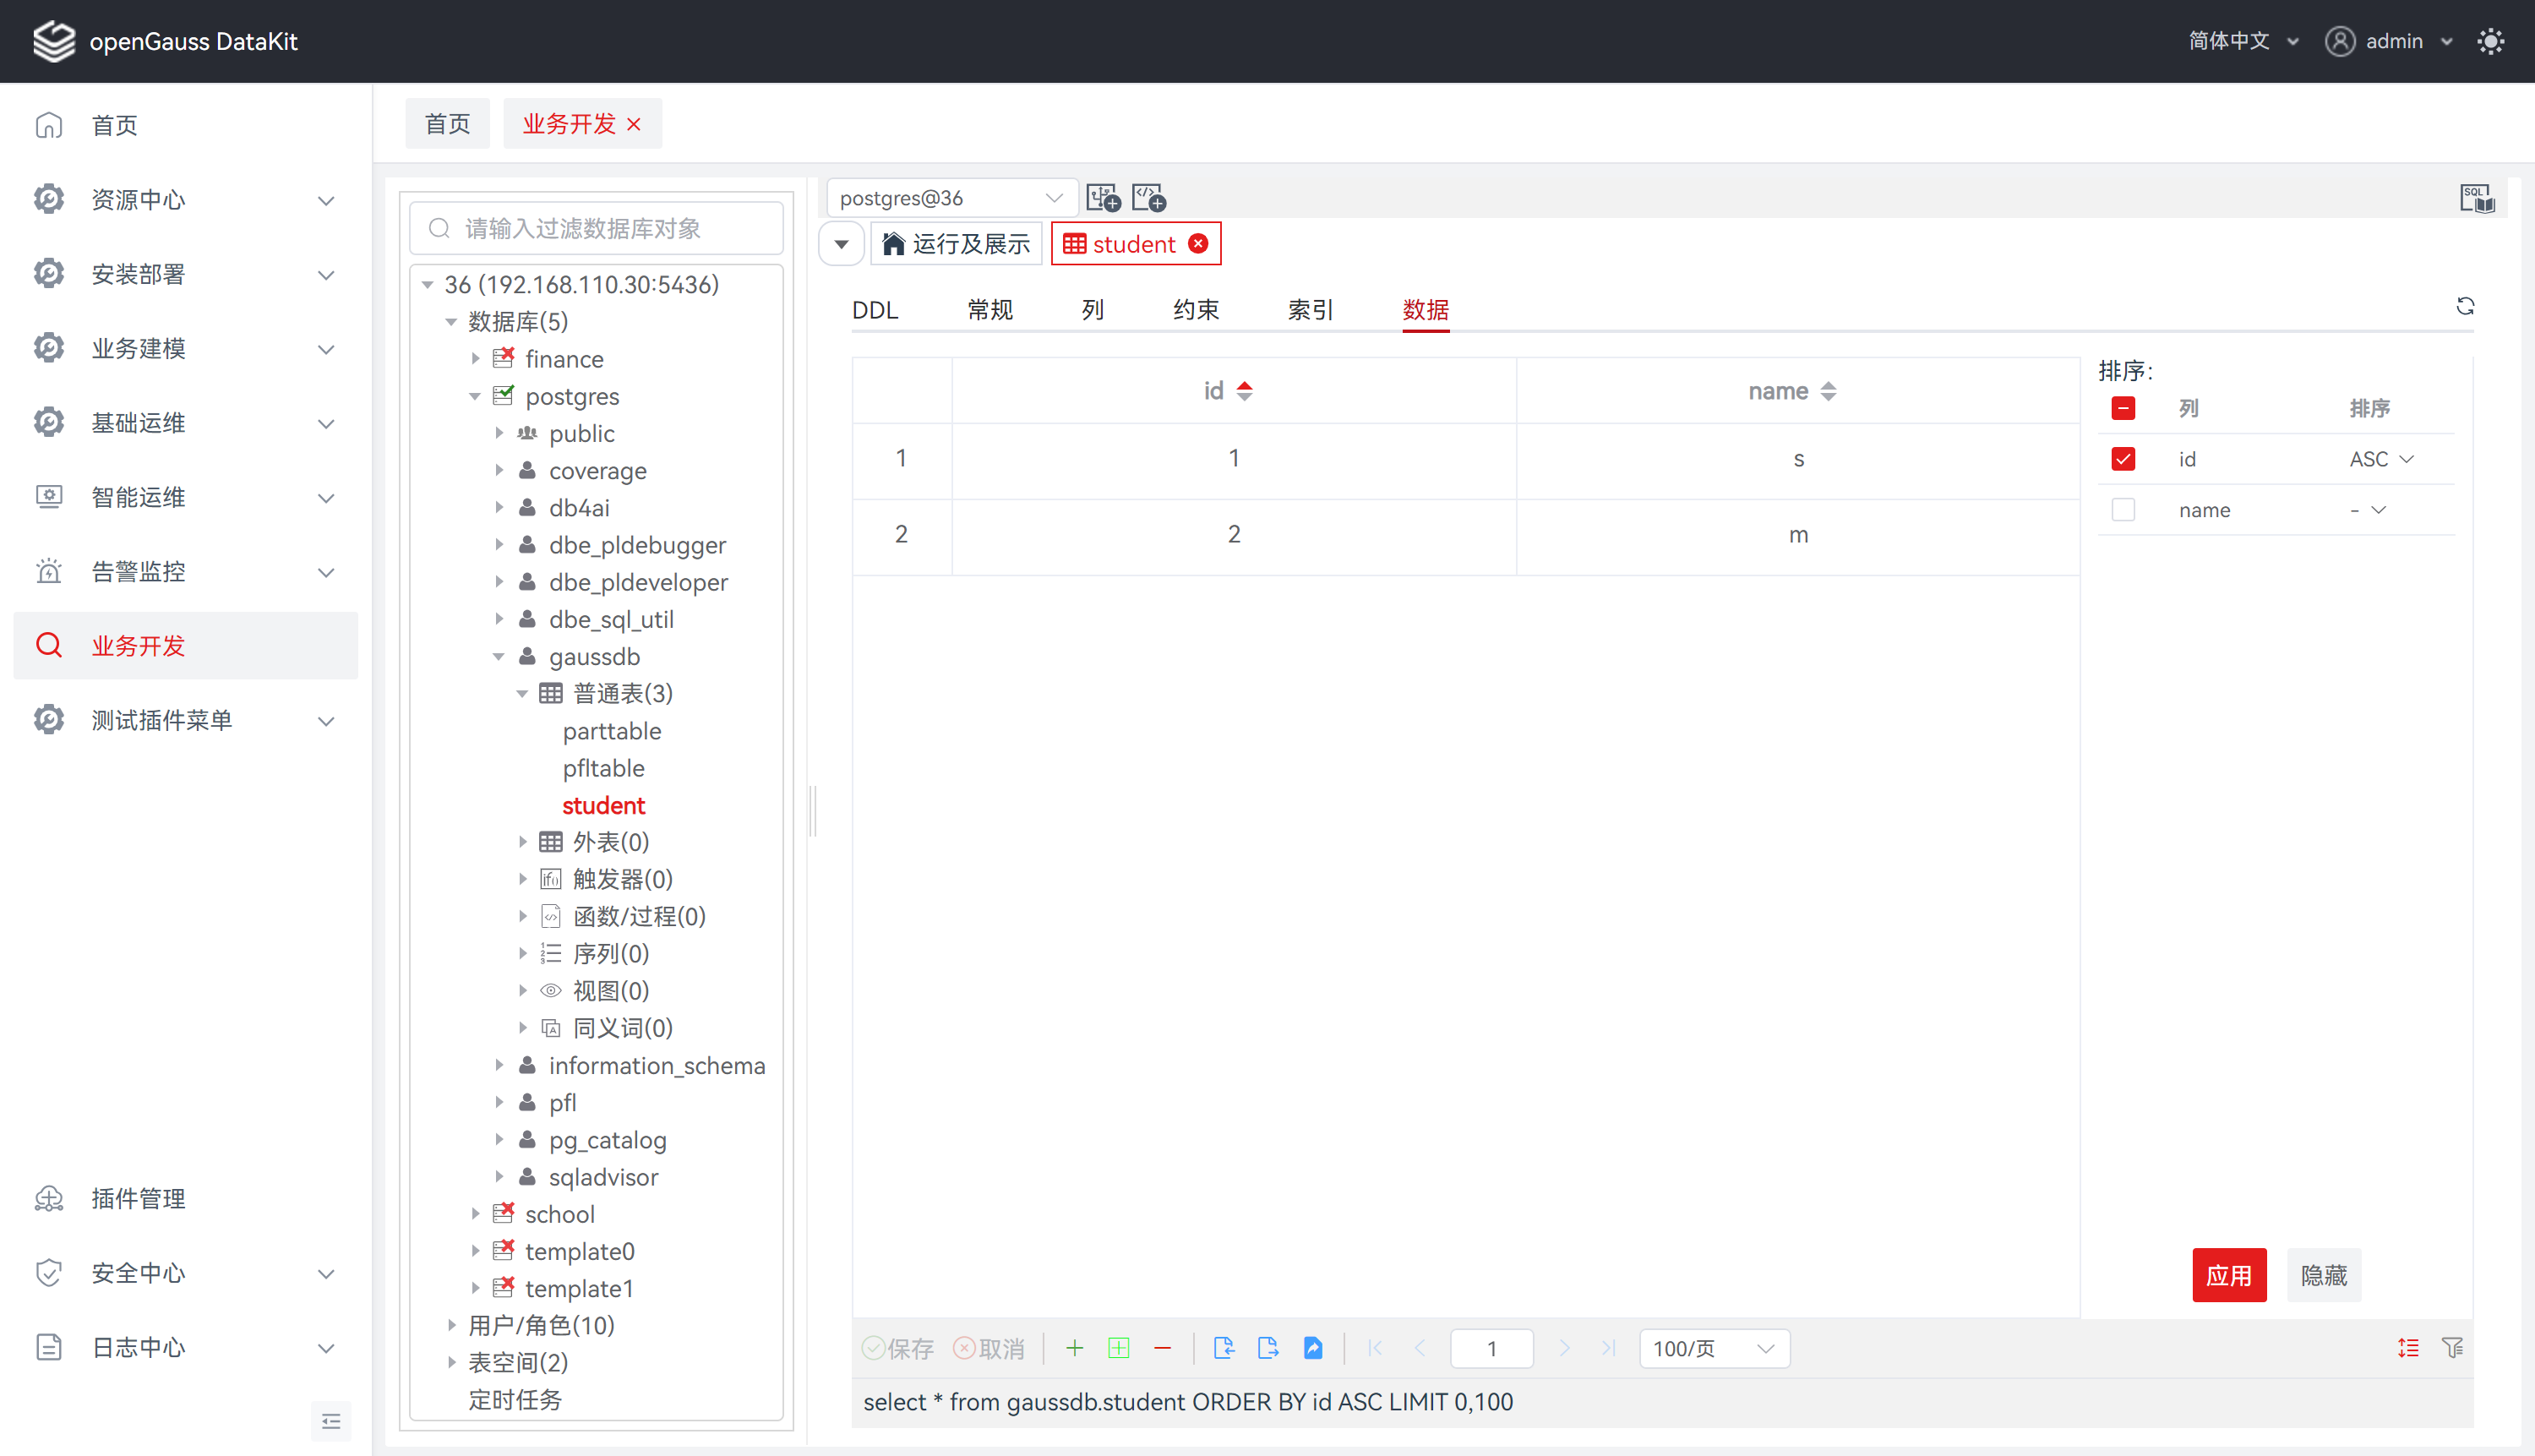 openGauss DataKit
简体中文
admin
首页
资源中心
安装部署
业务建模
基础运维
智能运维
告警监控
业务开发
测试插件菜单
插件管理
安全中心
日志中心
首页
业务开发
请输入过滤数据库对象
36 (192.168.110.30:5436)
数据库(5)
finance
postgres
public
coverage
db4ai
dbe_pldebugger
dbe_pldeveloper
dbe_sql_util
gaussdb
普通表(3)
parttable
pfltable
student
外表(0)
触发器(0)
函数/过程(0)
序列(0)
视图(0)
同义词(0)
information_schema
pfl
pg_catalog
sqladvisor
school
template0
template1
用户/角色(10)
表空间(2)
定时任务
postgres@36
SQL
运行及展示
student
DDL 常规 列 约束 索引 数据
id name
1 1 s
2 2 m
排序:
列 排序
id ASC
name -
应用 隐藏
保存 取消 1 100/页
select * from gaussdb.student ORDER BY id ASC LIMIT 0,100